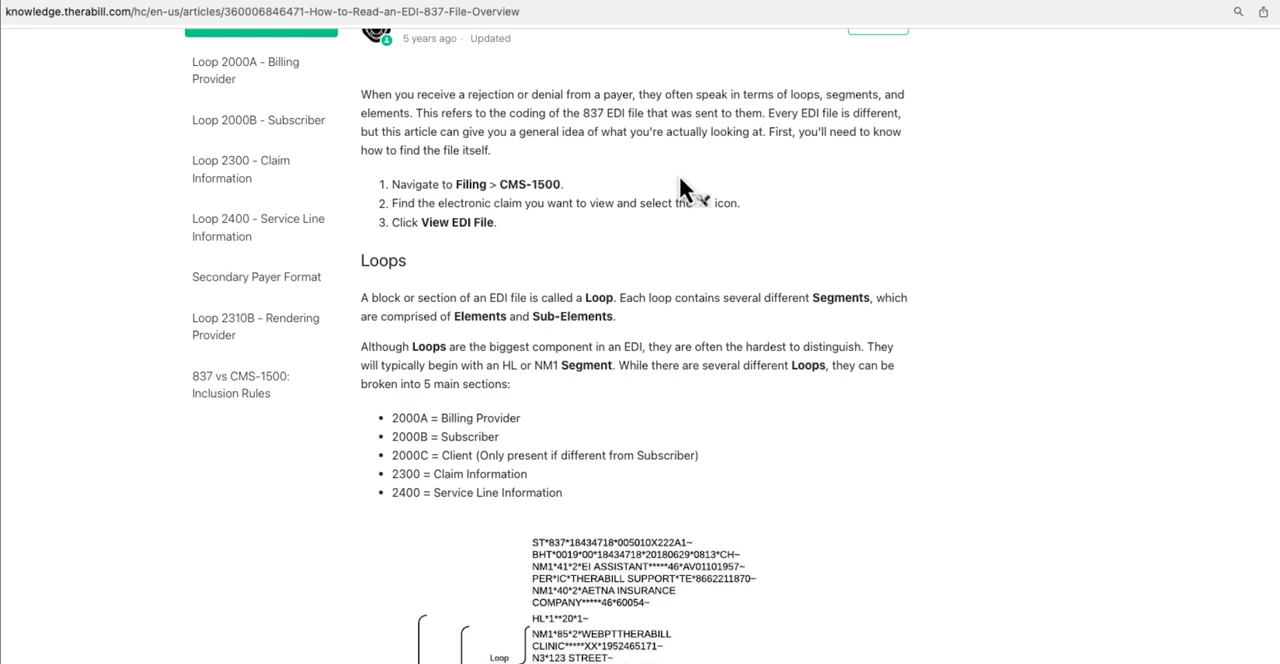 knowledge.therabill.com/hc/en-us/articles/360006846471-How-to-Read-an-EDI-837-File-Overview
5 years ago · Updated
Loop 2000A - Billing
Provider
Loop 2000B - Subscriber
Loop 2300 - Claim
Information
Loop 2400 - Service Line
Information
Secondary Payer Format
Loop 2310B - Rendering
Provider
837 vs CMS-1500:
Inclusion Rules
When you receive a rejection or denial from a payer, they often speak in terms of loops, segments, and
elements. This refers to the coding of the 837 EDI file that was sent to them. Every EDI file is different,
but this article can give you a general idea of what you're actually looking at. First, you'll need to know
how to find the file itself.
1. Navigate to Filing > CMS-1500.
2. Find the electronic claim you want to view and select the icon.
3. Click View EDI File.
Loops
A block or section of an EDI file is called a Loop. Each loop contains several different Segments, which
are comprised of Elements and Sub-Elements.
Although Loops are the biggest component in an EDI, they are often the hardest to distinguish. They
will typically begin with an HL or NM1 Segment. While there are several different Loops, they can be
broken into 5 main sections:
• 2000A = Billing Provider
• 2000B = Subscriber
• 2000C = Client (Only present if different from Subscriber)
• 2300 = Claim Information
• 2400 = Service Line Information
ST*837*18434718*005010X222A1~
BHT*0019*00*18434718*20180629*0813*CH~
NM1*41*2*EI ASSISTANT*****46*AV01101957~
PER*IC*THERABILL SUPPORT*TE*8662211870~
NM1*40*2*AETNA INSURANCE
COMPANY*****46*60054~
HL*1**20*1~
NM1*85*2*WEBPTTHERABILL
CLINIC*****XX*1952465171~
Loop
N3*123 STREET~